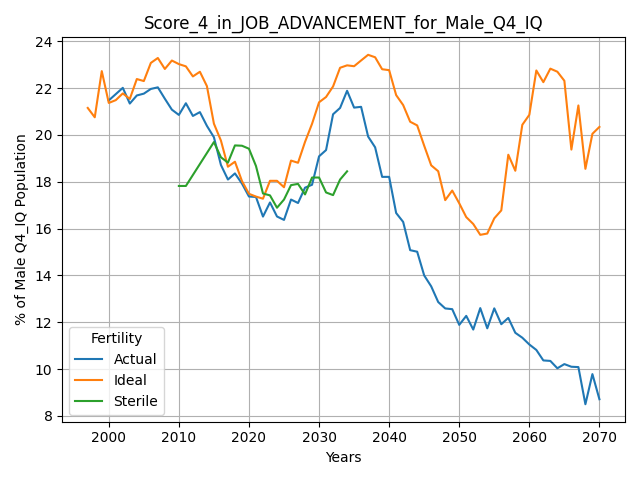 Score_4_in_JOB_ADVANCEMENT_for_Male_Q4_IQ
24
22
20
18
16
14
12
10
8
% of Male Q4_IQ Population
Fertility
Actual
Ideal
Sterile
2000 2010 2020 2030 2040 2050 2060 2070
Years